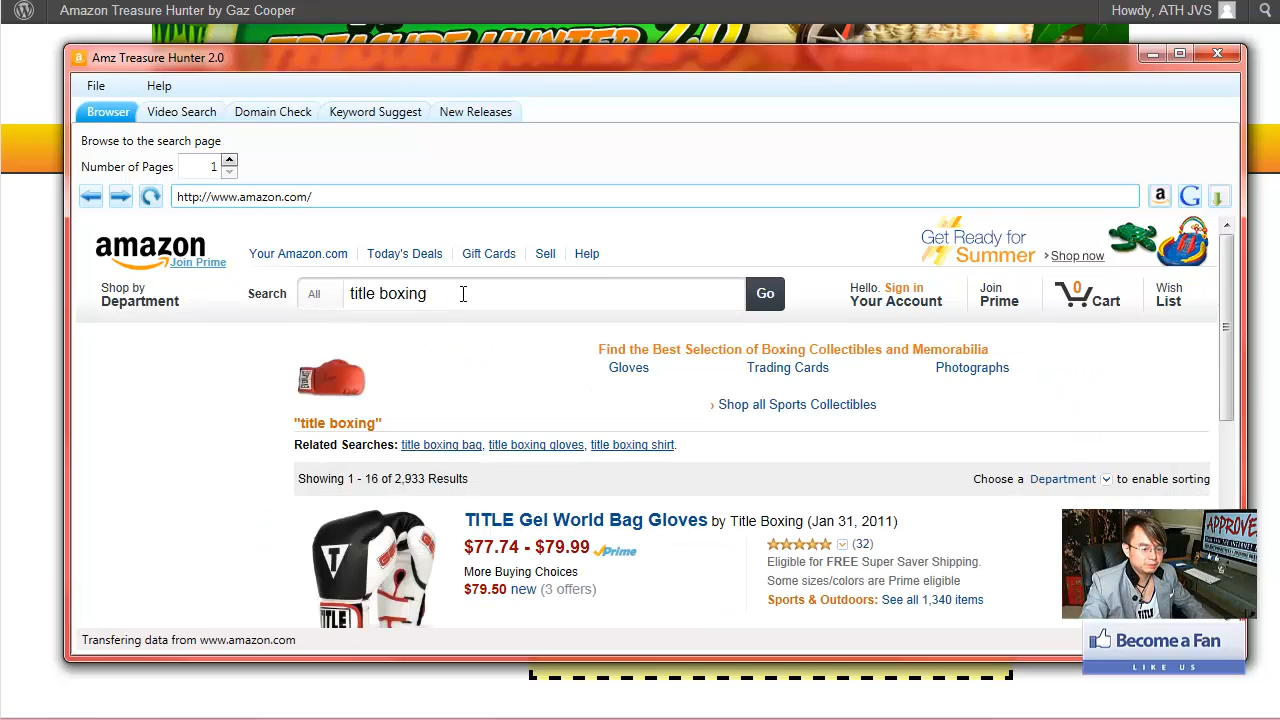 Amazon Treasure Hunter by Gaz Cooper
Howdy, ATH JVS
TREASURE HUNTER 2.0
Amz Treasure Hunter 2.0
File Help
Browser Video Search Domain Check Keyword Suggest New Releases
Browse to the search page
Number of Pages 1
http://www.amazon.com/
amazon
Join Prime
Your Amazon.com Today's Deals Gift Cards Sell Help
Get Ready for Summer
Shop now
Shop by Department
Search All title boxing Go
Hello. Sign in
Your Account
Join Prime
0 Cart
Wish List
Find the Best Selection of Boxing Collectibles and Memorabilia
Gloves Trading Cards Photographs
› Shop all Sports Collectibles
"title boxing"
Related Searches: title boxing bag, title boxing gloves, title boxing shirt.
Showing 1 - 16 of 2,933 Results
Choose a Department to enable sorting
TITLE Gel World Bag Gloves by Title Boxing (Jan 31, 2011)
$77.74 - $79.99 Prime
More Buying Choices
$79.50 new (3 offers)
(32)
Eligible for FREE Super Saver Shipping.
Some sizes/colors are Prime eligible
Sports & Outdoors: See all 1,340 items
TITLE
APPROVE
TITLE
Transfering data from www.amazon.com
Become a Fan
LIKE US